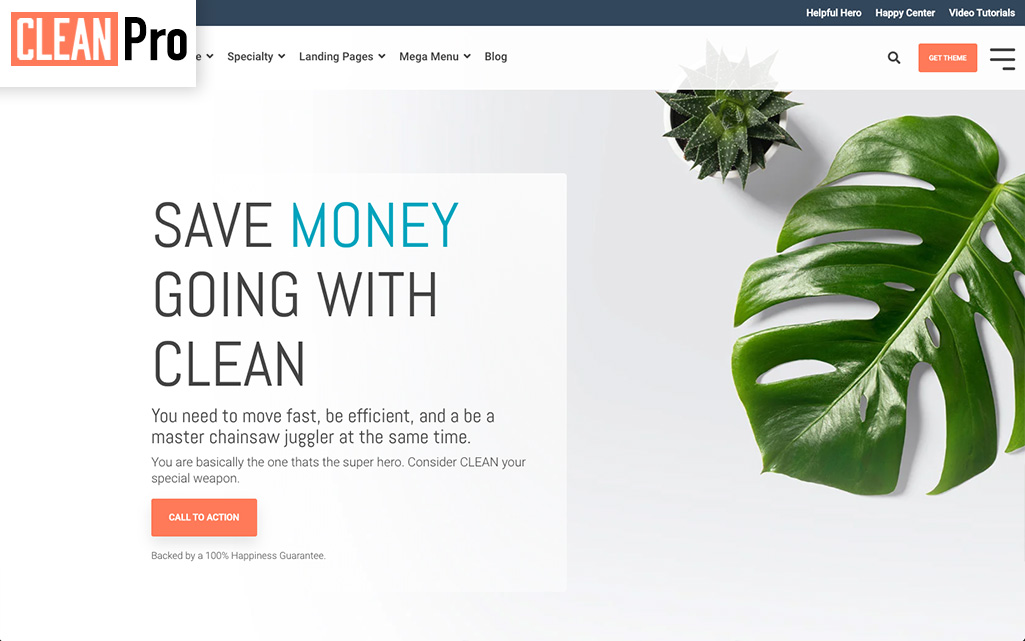 Helpful Hero Happy Center Video Tutorials
CLEAN Pro
Specialty Landing Pages Mega Menu Blog GET THEME
SAVE MONEY
GOING WITH
CLEAN
You need to move fast, be efficient, and a be a
master chainsaw juggler at the same time.
You are basically the one thats the super hero. Consider CLEAN your
special weapon.
CALL TO ACTION
Backed by a 100% Happiness Guarantee.